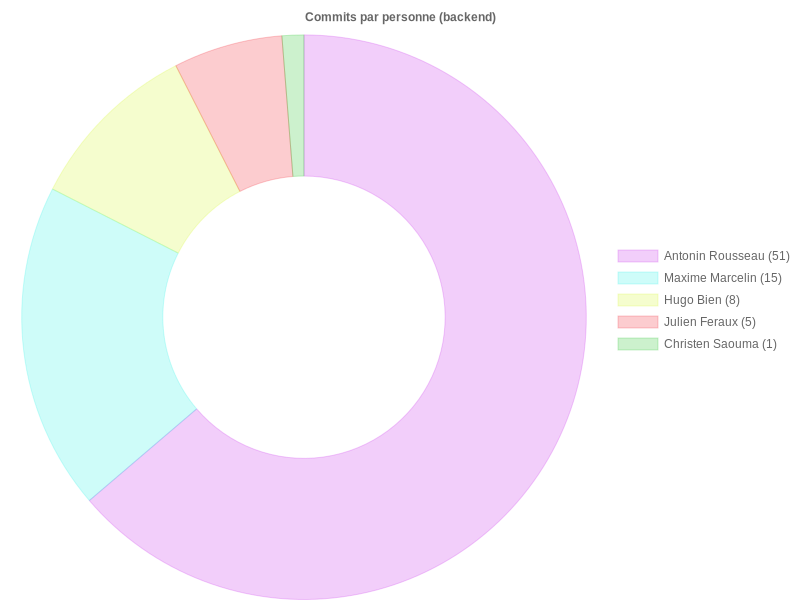 Commits par personne (backend)
Antonin Rousseau (51)
Maxime Marcelin (15)
Hugo Bien (8)
Julien Feraux (5)
Christen Saouma (1)